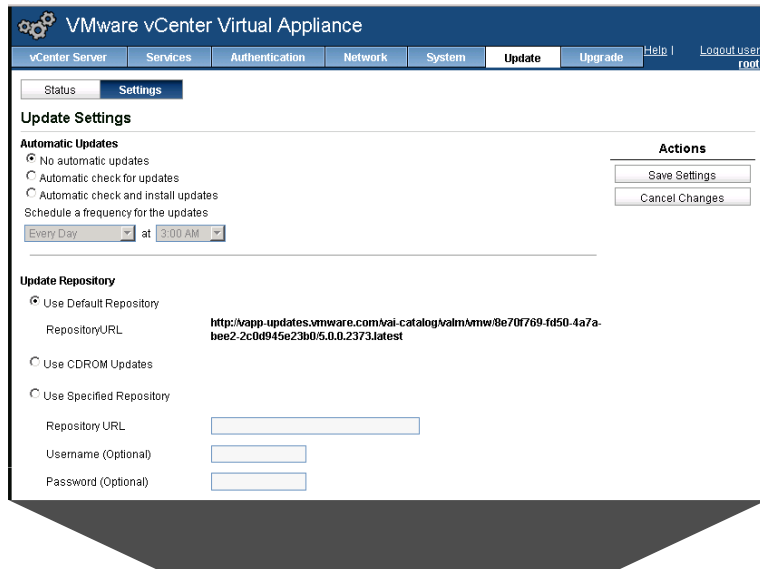 VMware vCenter Virtual Appliance
vCenter Server Services Authentication Network System Update Upgrade Help | Logout user root
Status Settings
Update Settings
Automatic Updates
No automatic updates
Automatic check for updates
Automatic check and install updates
Schedule a frequency for the updates
Every Day at 3:00 AM
Actions
Save Settings
Cancel Changes
Update Repository
Use Default Repository
RepositoryURL
http://vapp-updates.vmware.com/vai-catalog/valm/vmw/8e70f769-fd50-4a7a-
bee2-2c0d945e23b0/5.0.0.2373.latest
Use CDROM Updates
Use Specified Repository
Repository URL
Username (Optional)
Password (Optional)